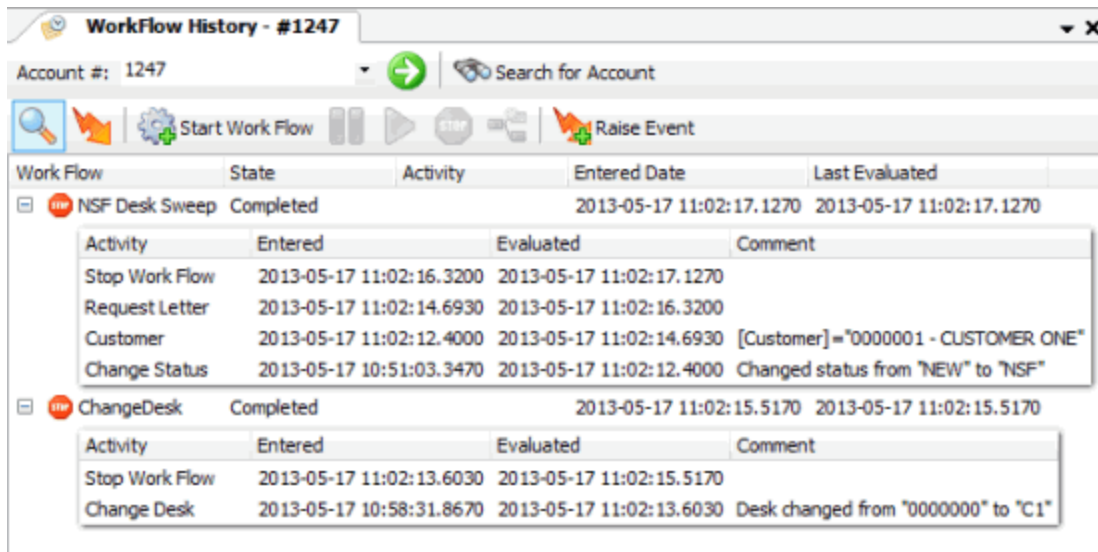 WorkFlow History - #1247
Account #: 1247 Search for Account
Start Work Flow STOP Raise Event
Work Flow State Activity Entered Date Last Evaluated
STOP NSF Desk Sweep Completed 2013-05-17 11:02:17.1270 2013-05-17 11:02:17.1270
Activity Entered Evaluated Comment
Stop Work Flow 2013-05-17 11:02:16.3200 2013-05-17 11:02:17.1270
Request Letter 2013-05-17 11:02:14.6930 2013-05-17 11:02:16.3200
Customer 2013-05-17 11:02:12.4000 2013-05-17 11:02:14.6930 [Customer]="0000001 - CUSTOMER ONE"
Change Status 2013-05-17 10:51:03.3470 2013-05-17 11:02:12.4000 Changed status from "NEW" to "NSF"
STOP ChangeDesk Completed 2013-05-17 11:02:15.5170 2013-05-17 11:02:15.5170
Activity Entered Evaluated Comment
Stop Work Flow 2013-05-17 11:02:13.6030 2013-05-17 11:02:15.5170
Change Desk 2013-05-17 10:58:31.8670 2013-05-17 11:02:13.6030 Desk changed from "0000000" to "C1"